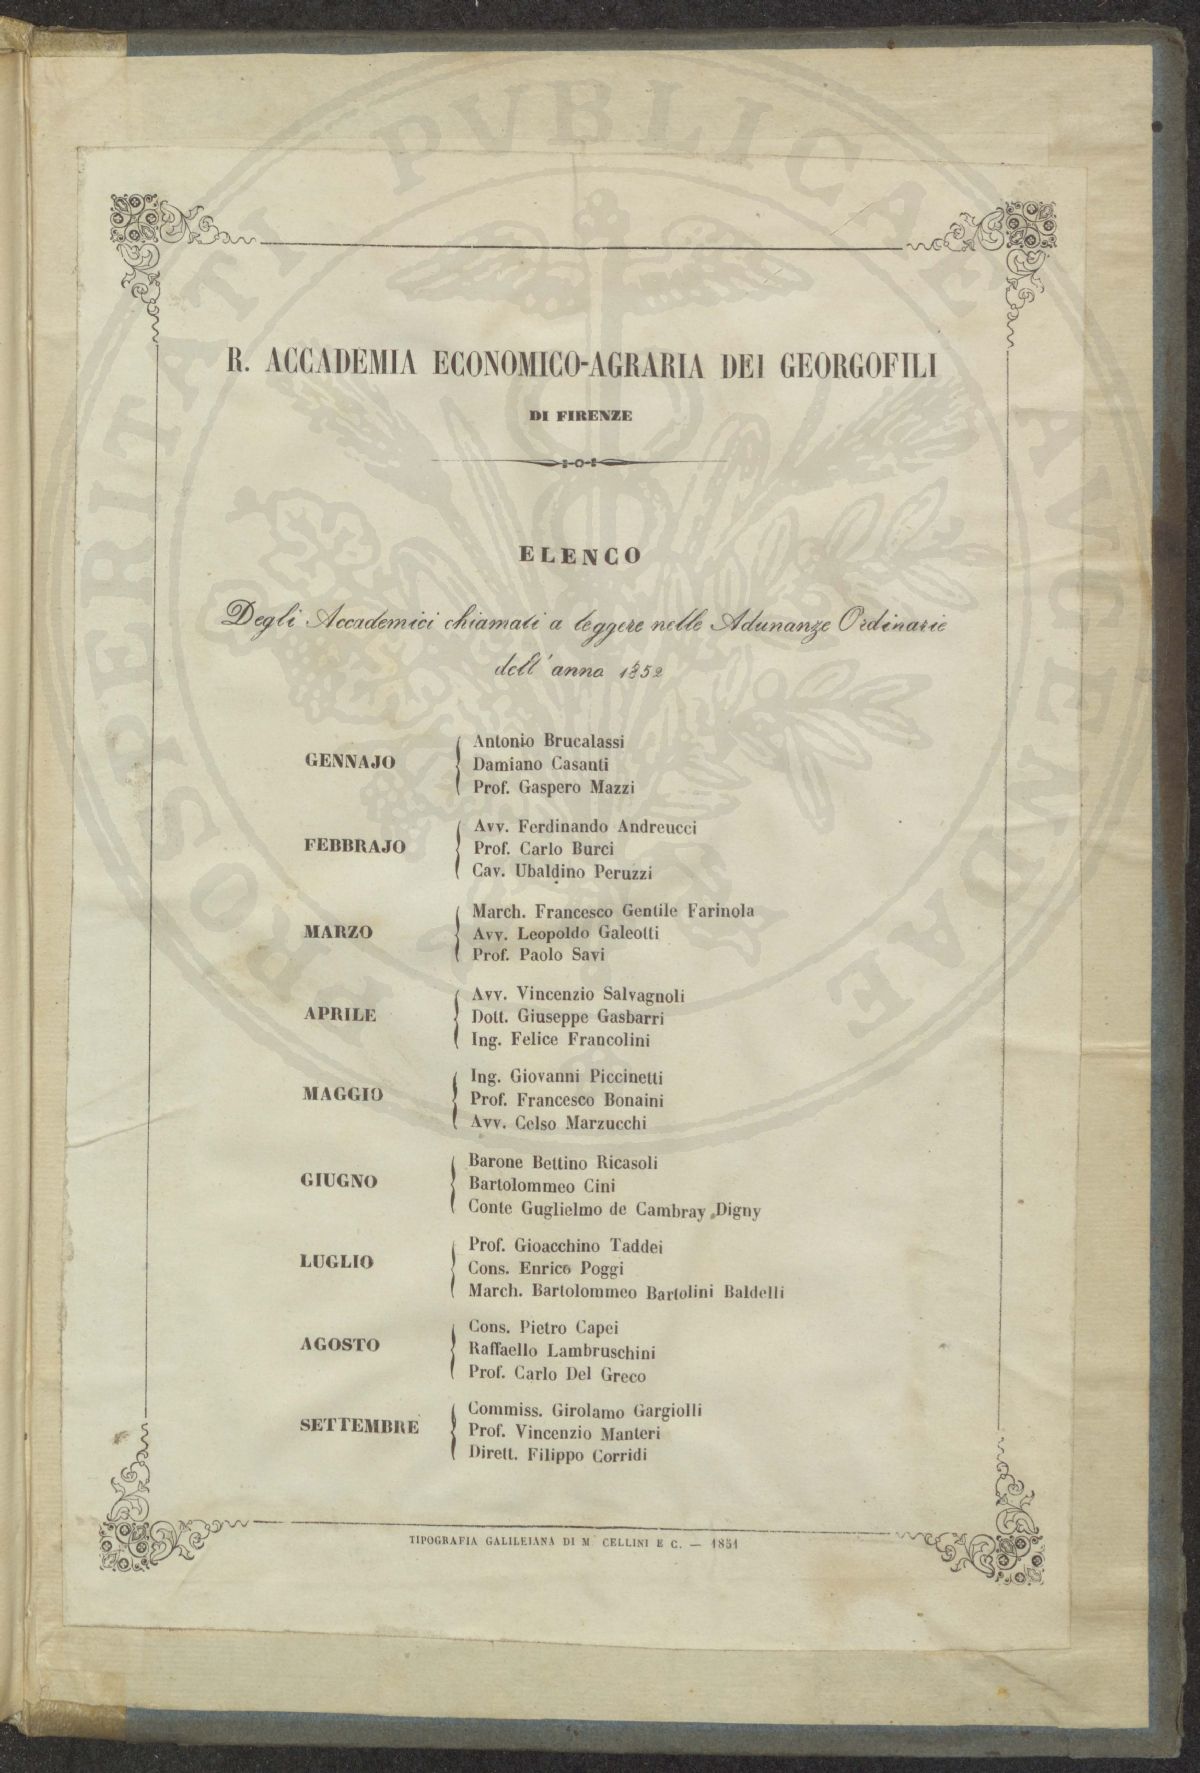 R. ACCADEMIA ECONOMICO-AGRARIA DEI GEORGOFILI
DI FIRENZE
ELENCO
Degli Accademici chiamati a leggere nelle Adunanze Ordinarie
dell' anno 1852
GENNAJO
Antonio Brucalassi
Damiano Casanti
Prof. Gaspero Mazzi
FEBBRAJO
Avv. Ferdinando Andreucci
Prof. Carlo Burci
Cav. Ubaldino Peruzzi
MARZO
March. Francesco Gentile Farinola
Avv. Leopoldo Galeotti
Prof. Paolo Savi
APRILE
Avv. Vincenzio Salvagnoli
Dott. Giuseppe Gasbarri
Ing. Felice Francolini
MAGGIO
Ing. Giovanni Piccinetti
Prof. Francesco Bonaini
Avv. Celso Marzucchi
GIUGNO
Barone Bettino Ricasoli
Bartolommeo Cini
Conte Guglielmo de Cambray Digny
LUGLIO
Prof. Gioacchino Taddei
Cons. Enrico Poggi
March. Bartolommeo Bartolini Baldelli
AGOSTO
Cons. Pietro Capei
Raffaello Lambruschini
Prof. Carlo Del Greco
SETTEMBRE
Commiss. Girolamo Gargiolli
Prof. Vincenzio Manteri
Dirett. Filippo Corridi
TIPOGRAFIA GALILEIANA DI M CELLINI E C. — 1851
PROSPERITATI PVBLICAE AVGENDAE